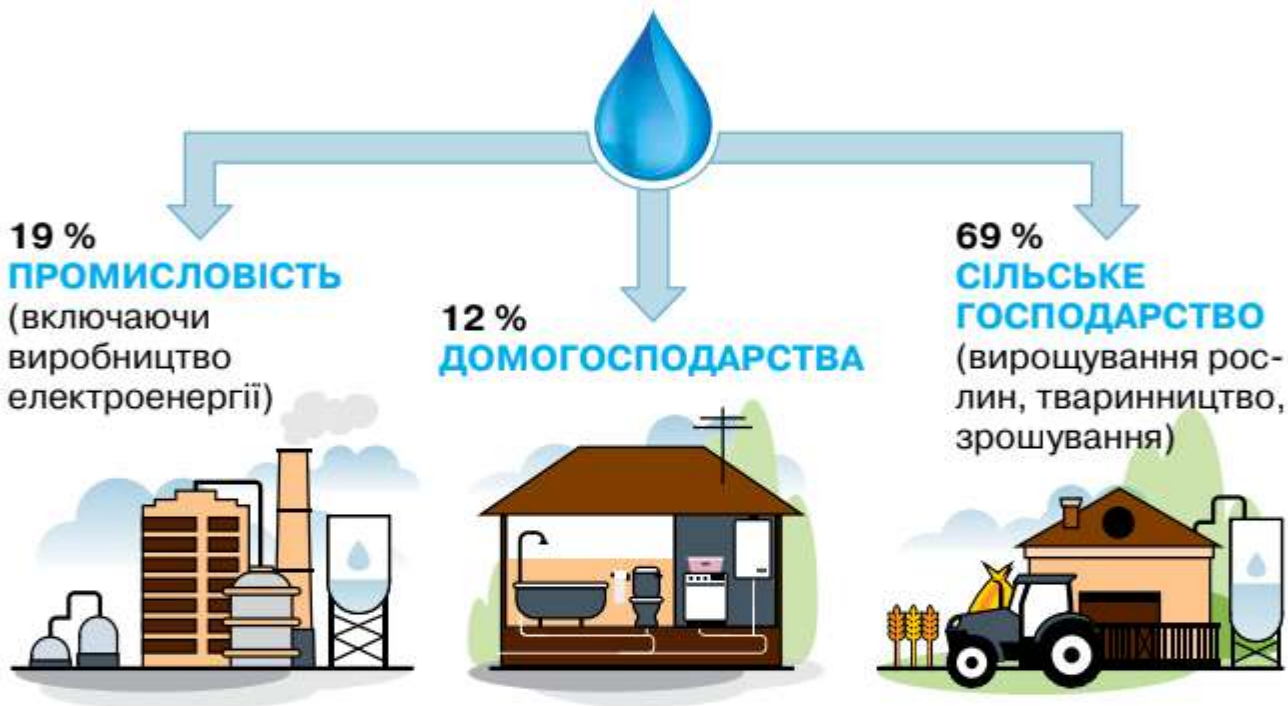 19 %
ПРОМИСЛОВІСТЬ
(включаючи
виробництво
електроенергії)
12 %
ДОМОГОСПОДАРСТВА
69 %
СІЛЬСЬКЕ
ГОСПОДАРСТВО
(вирощування рос-
лин, тваринництво,
зрошування)